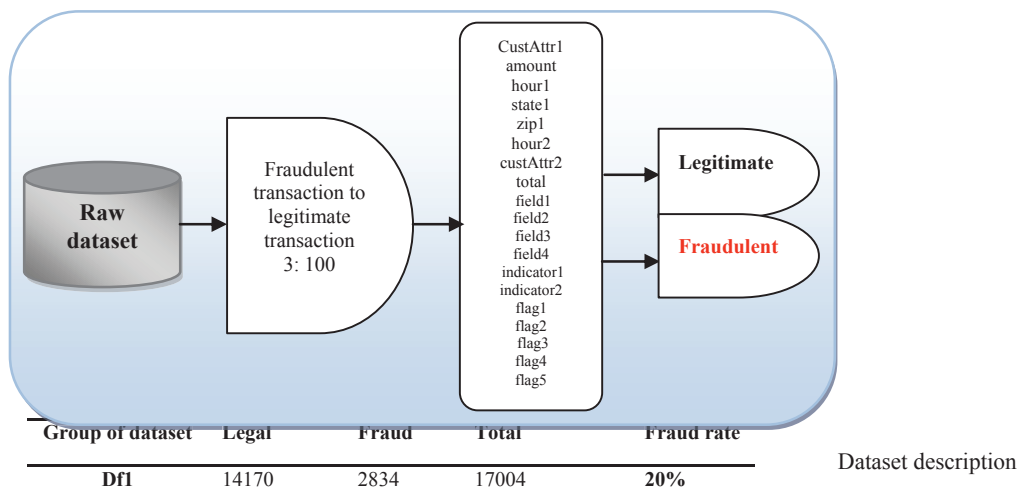 Raw
dataset
Fraudulent
transaction to
legitimate
transaction
3: 100
CustAttr1
amount
hour1
state1
zip1
hour2
custAttr2
total
field1
field2
field3
field4
indicator1
indicator2
flag1
flag2
flag3
flag4
flag5
Legitimate
Fraudulent
Group of dataset Legal Fraud Total Fraud rate
Df1 14170 2834 17004 20%
Dataset description